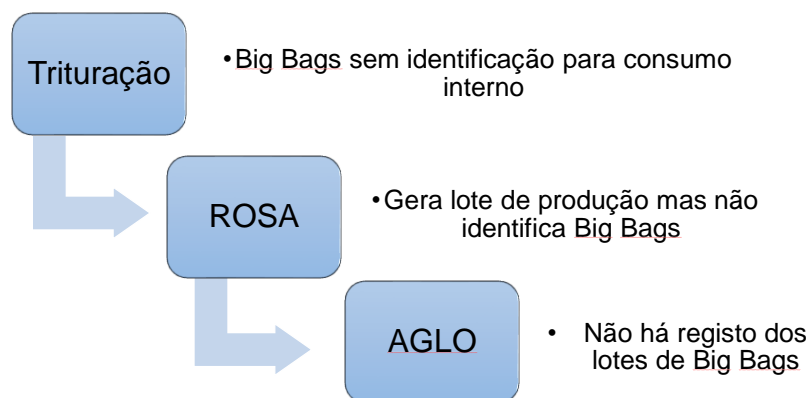 Trituração
•Big Bags sem identificação para consumo
interno
ROSA
•Gera lote de produção mas não
identifica Big Bags
AGLO
• Não há registo dos
lotes de Big Bags